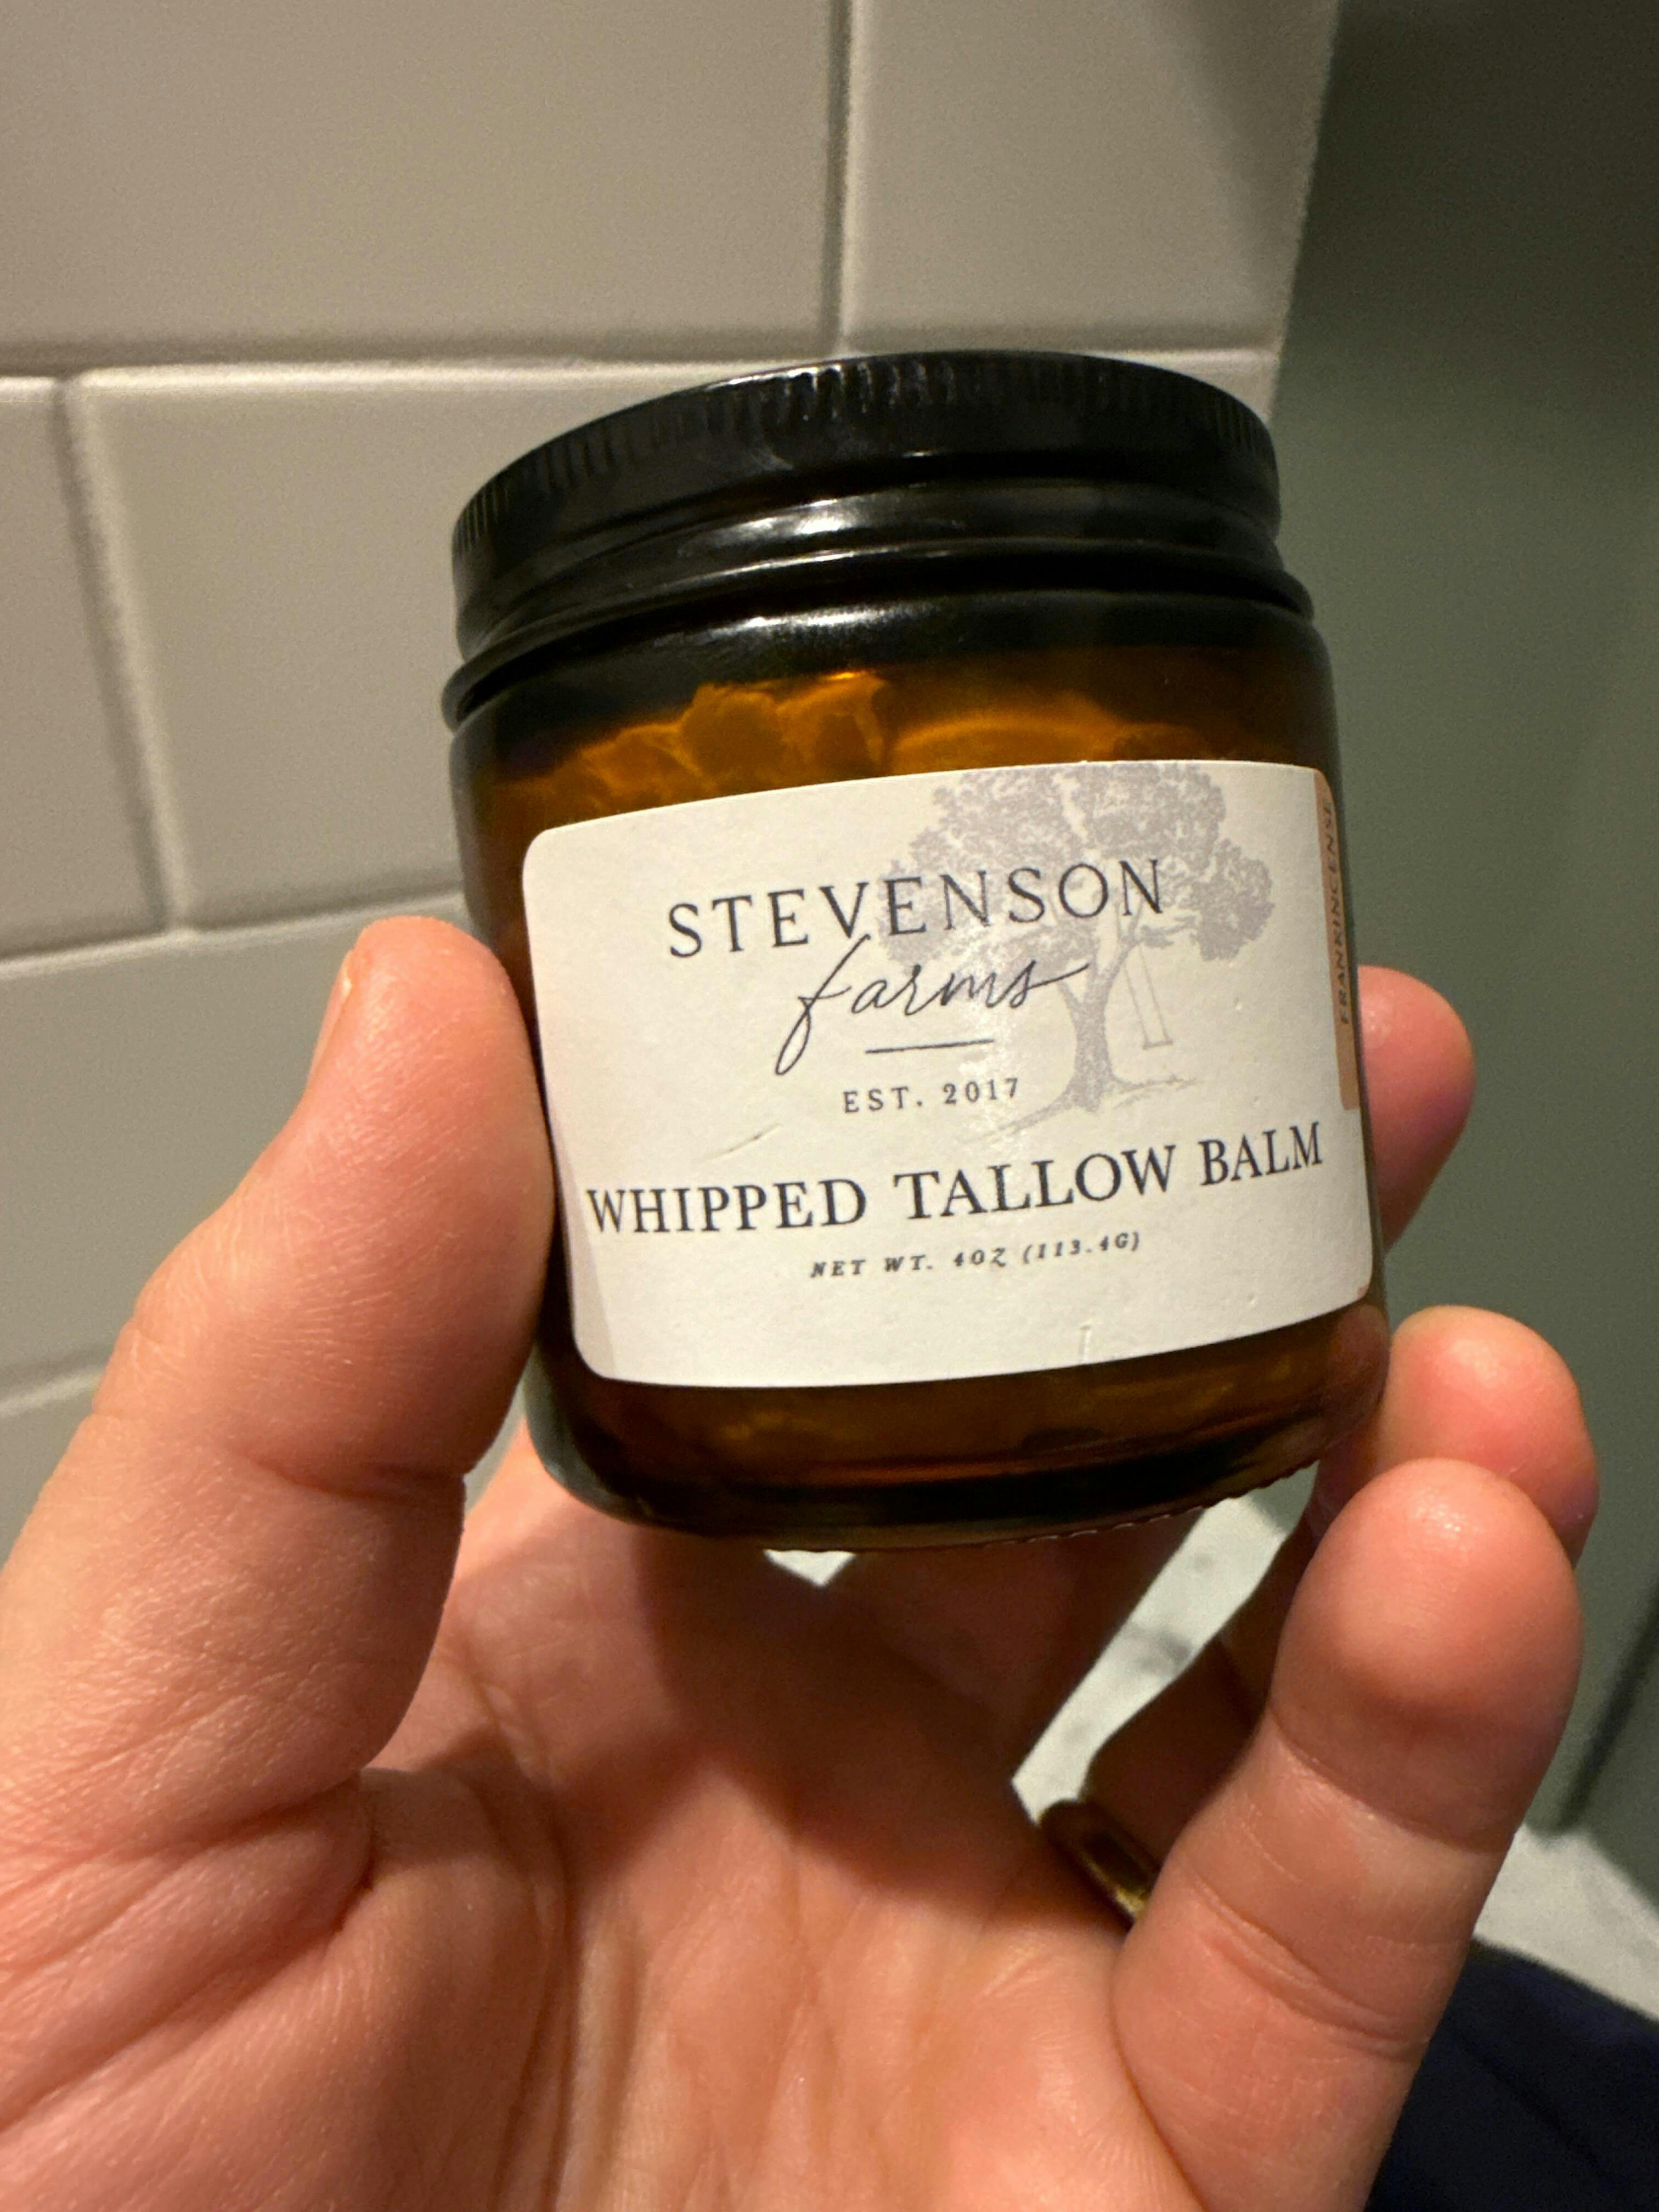 STEVENSON
farms
EST. 2017
WHIPPED TALLOW BALM
NET WT. 4OZ (113.4G)
FRANKINCENSE